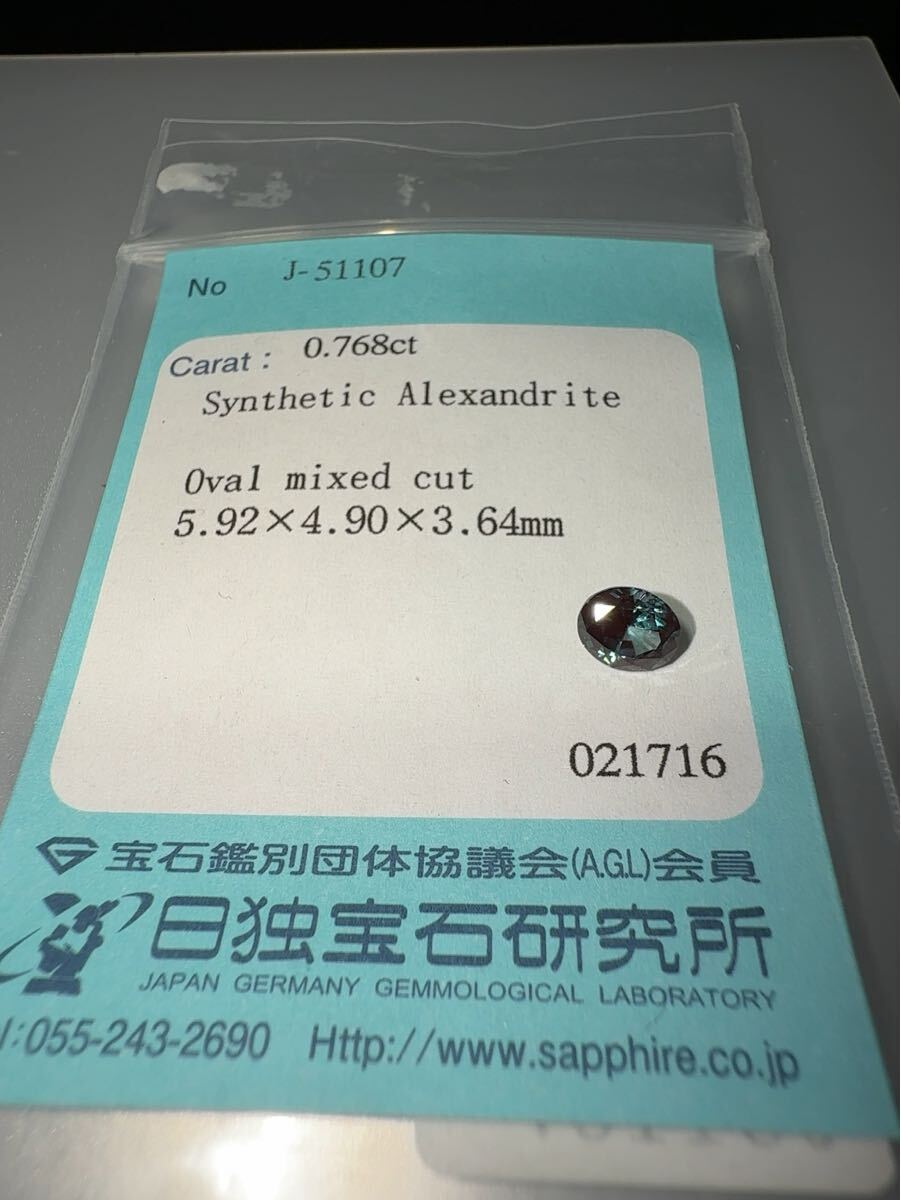 No J-51107
Carat : 0.768ct
Synthetic Alexandrite
Oval mixed cut
5.92×4.90×3.64mm
021716
宝石鑑別団体協議会(A.G.L)会員
日独宝石研究所
JAPAN GERMANY GEMMOLOGICAL LABORATORY
l:055-243-2690 Http://www.sapphire.co.jp